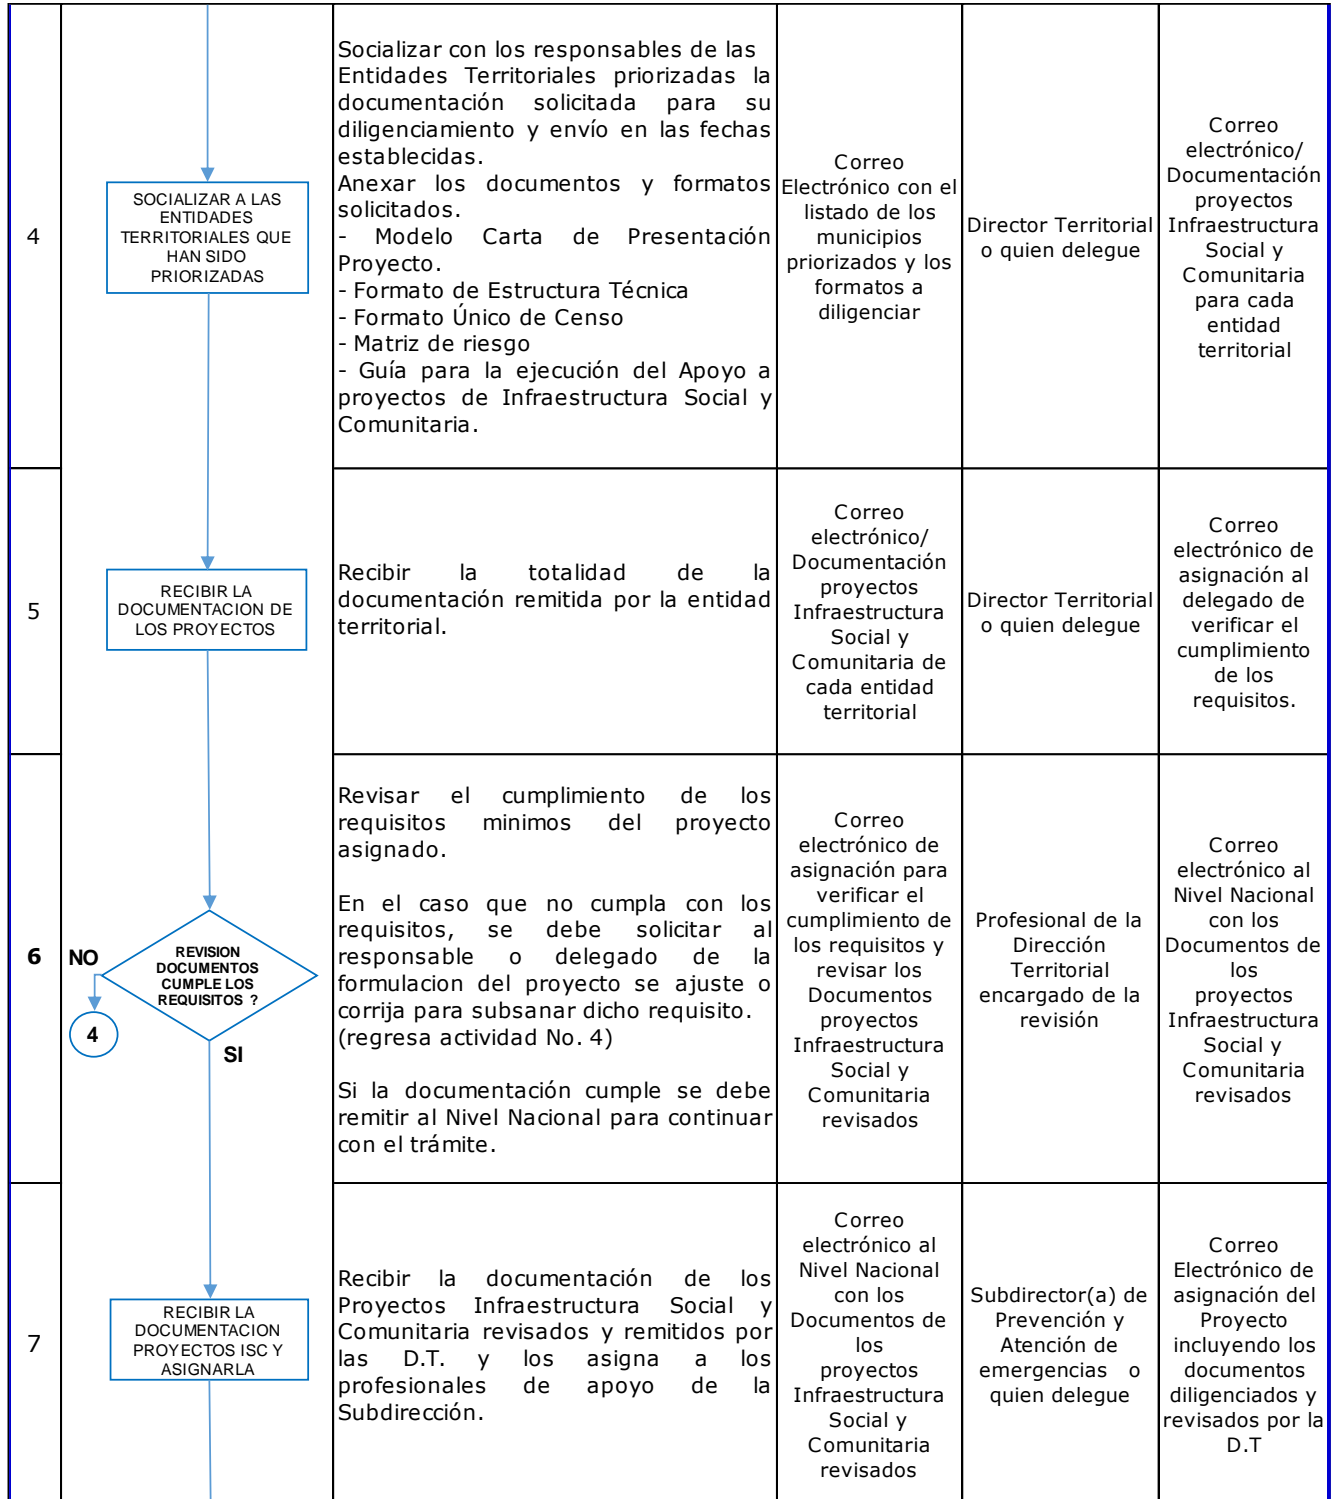 4
SOCIALIZAR A LAS
ENTIDADES
TERRITORIALES QUE
HAN SIDO
PRIORIZADAS
Socializar con los responsables de las
Entidades Territoriales priorizadas la
documentación solicitada para su
diligenciamiento y envío en las fechas
establecidas.
Anexar los documentos y formatos
solicitados.
- Modelo Carta de Presentación
Proyecto.
- Formato de Estructura Técnica
- Formato Único de Censo
- Matriz de riesgo
- Guía para la ejecución del Apoyo a
proyectos de Infraestructura Social y
Comunitaria.
Correo
Electrónico con el
listado de los
municipios
priorizados y los
formatos a
diligenciar
Director Territorial
o quien delegue
Correo
electrónico/
Documentación
proyectos
Infraestructura
Social y
Comunitaria
para cada
entidad
territorial
5
RECIBIR LA
DOCUMENTACION DE
LOS PROYECTOS
Recibir la totalidad de la
documentación remitida por la entidad
territorial.
Correo
electrónico/
Documentación
proyectos
Infraestructura
Social y
Comunitaria de
cada entidad
territorial
Director Territorial
o quien delegue
Correo
electrónico de
asignación al
delegado de
verificar el
cumplimiento
de los
requisitos.
6
NO
REVISION
DOCUMENTOS
CUMPLE LOS
REQUISITOS ?
4
SI
Revisar el cumplimiento de los
requisitos minimos del proyecto
asignado.
En el caso que no cumpla con los
requisitos, se debe solicitar al
responsable o delegado de la
formulacion del proyecto se ajuste o
corrija para subsanar dicho requisito.
(regresa actividad No. 4)
Si la documentación cumple se debe
remitir al Nivel Nacional para continuar
con el trámite.
Correo
electrónico de
asignación para
verificar el
cumplimiento de
los requisitos y
revisar los
Documentos
proyectos
Infraestructura
Social y
Comunitaria
revisados
Profesional de la
Dirección
Territorial
encargado de la
revisión
Correo
electrónico al
Nivel Nacional
con los
Documentos de
los
proyectos
Infraestructura
Social y
Comunitaria
revisados
7
RECIBIR LA
DOCUMENTACION
PROYECTOS ISC Y
ASIGNARLA
Recibir la documentación de los
Proyectos Infraestructura Social y
Comunitaria revisados y remitidos por
las D.T. y los asigna a los
profesionales de apoyo de la
Subdirección.
Correo
electrónico al
Nivel Nacional
con los
Documentos de
los
proyectos
Infraestructura
Social y
Comunitaria
revisados
Subdirector(a) de
Prevención y
Atención de
emergencias o
quien delegue
Correo
Electrónico de
asignación del
Proyecto
incluyendo los
documentos
diligenciados y
revisados por la
D.T